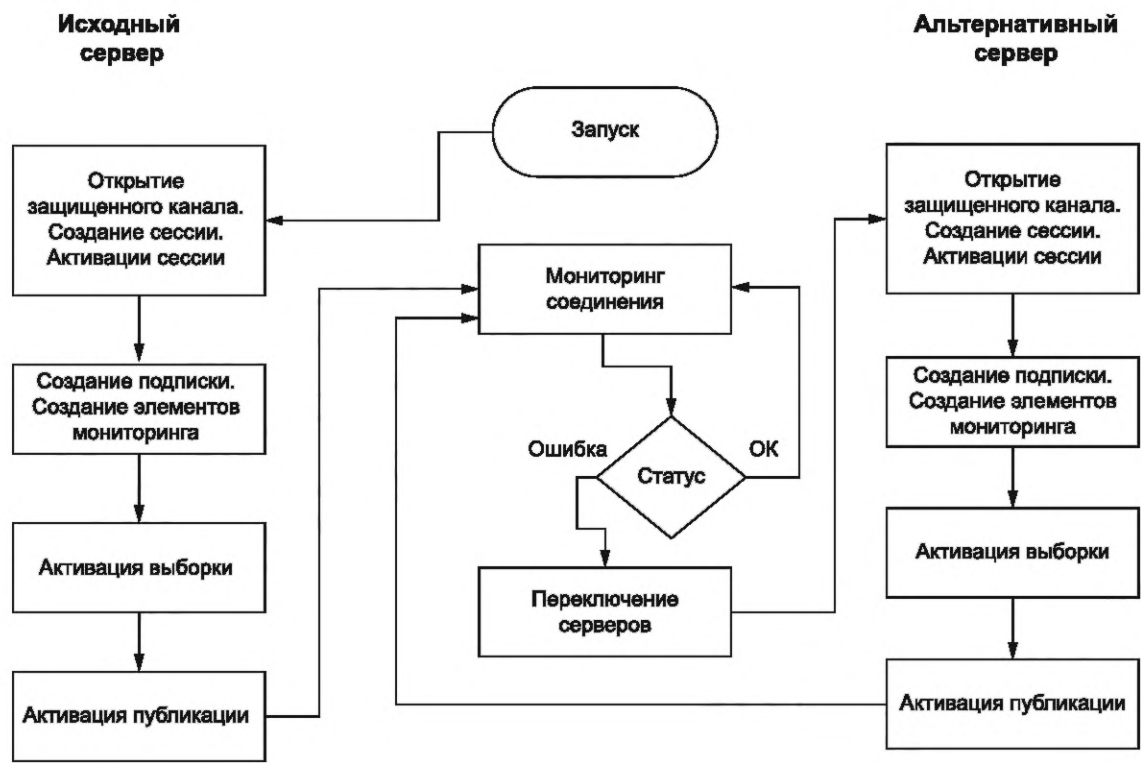 Исходный
сервер
Альтернативный
сервер
Запуск
Открытие
защищенного канала.
Создание сессии.
Активации сессии
Создание подписки.
Создание элементов
мониторинга
Активация выборки
Активация публикации
Мониторинг
соединения
Ошибка
ОК
Статус
Переключение
серверов
Открытие
защищенного канала.
Создание сессии.
Активации сессии
Создание подписки.
Создание элементов
мониторинга
Активация выборки
Активация публикации